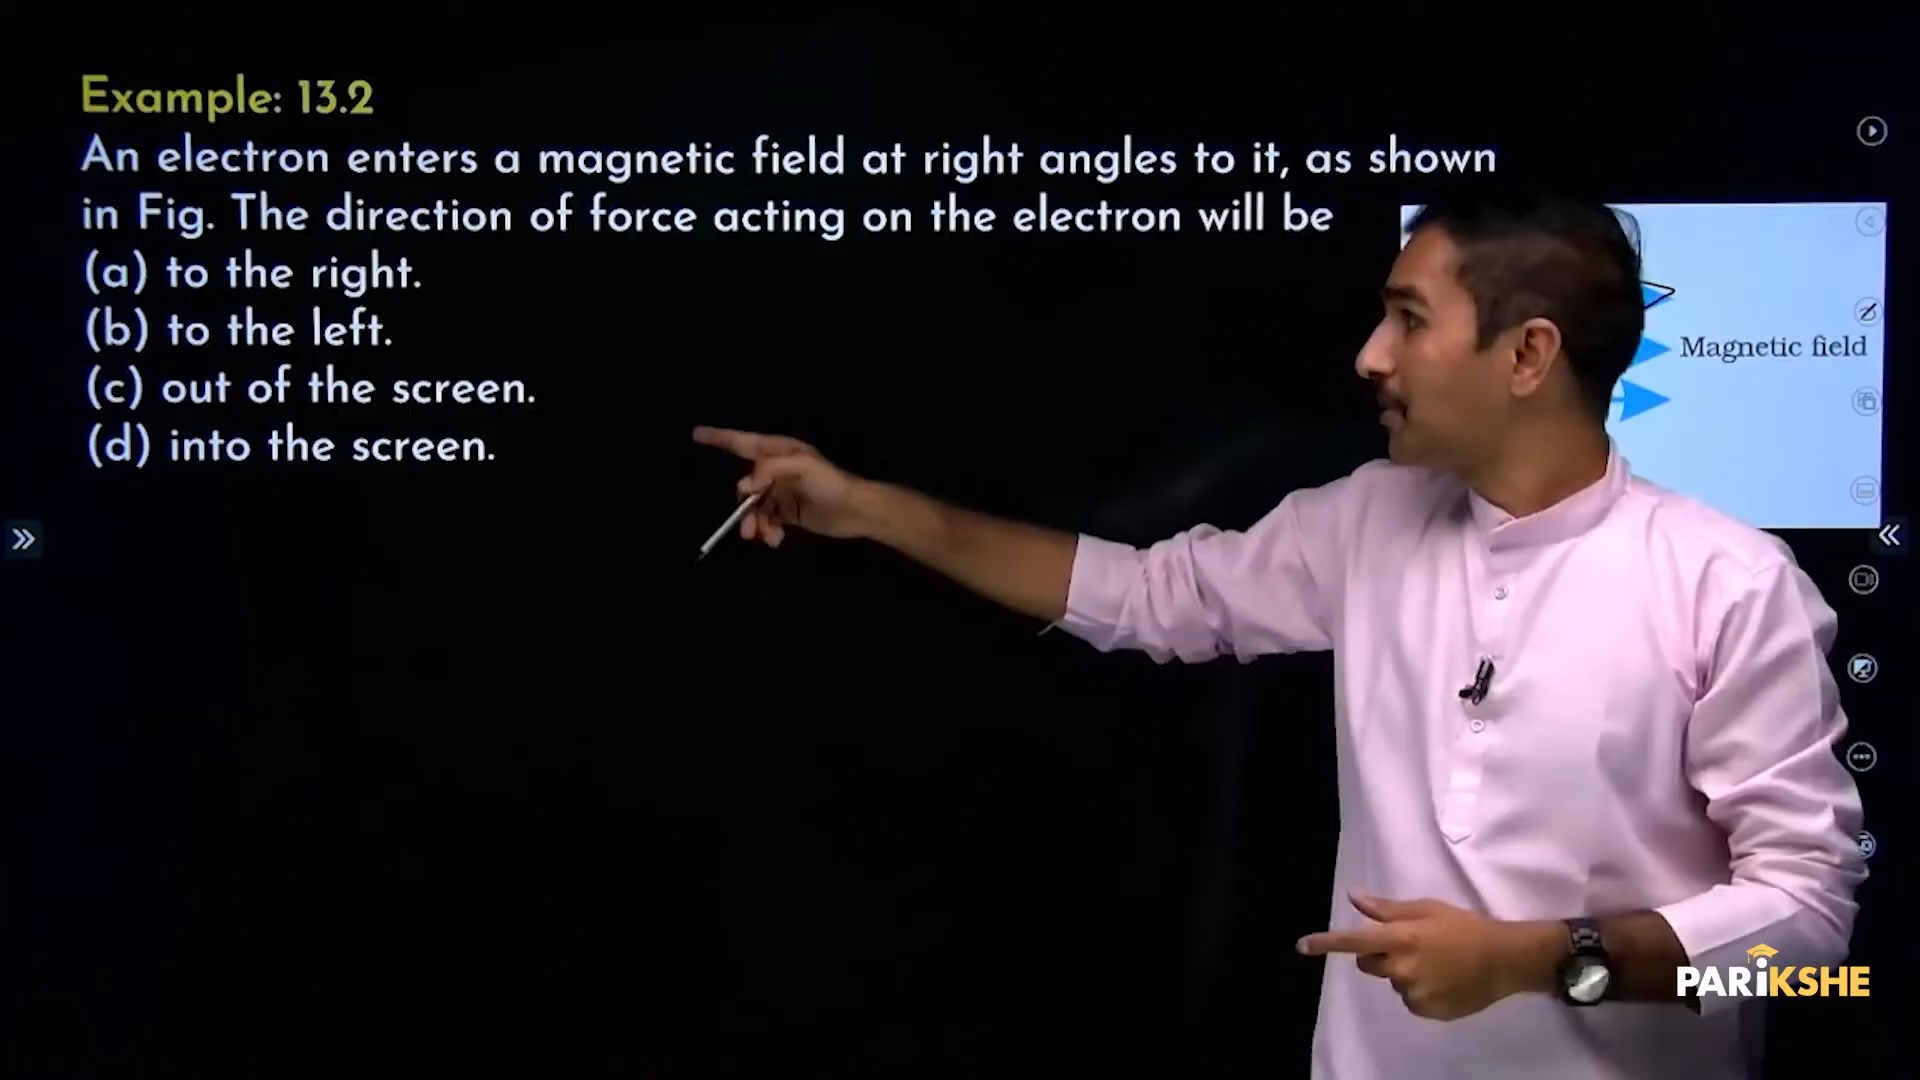 Example: 13.2
An electron enters a magnetic field at right angles to it, as shown
in Fig. The direction of force acting on the electron will be
(a) to the right.
(b) to the left.
(c) out of the screen.
(d) into the screen.
Magnetic field
PARiKSHE